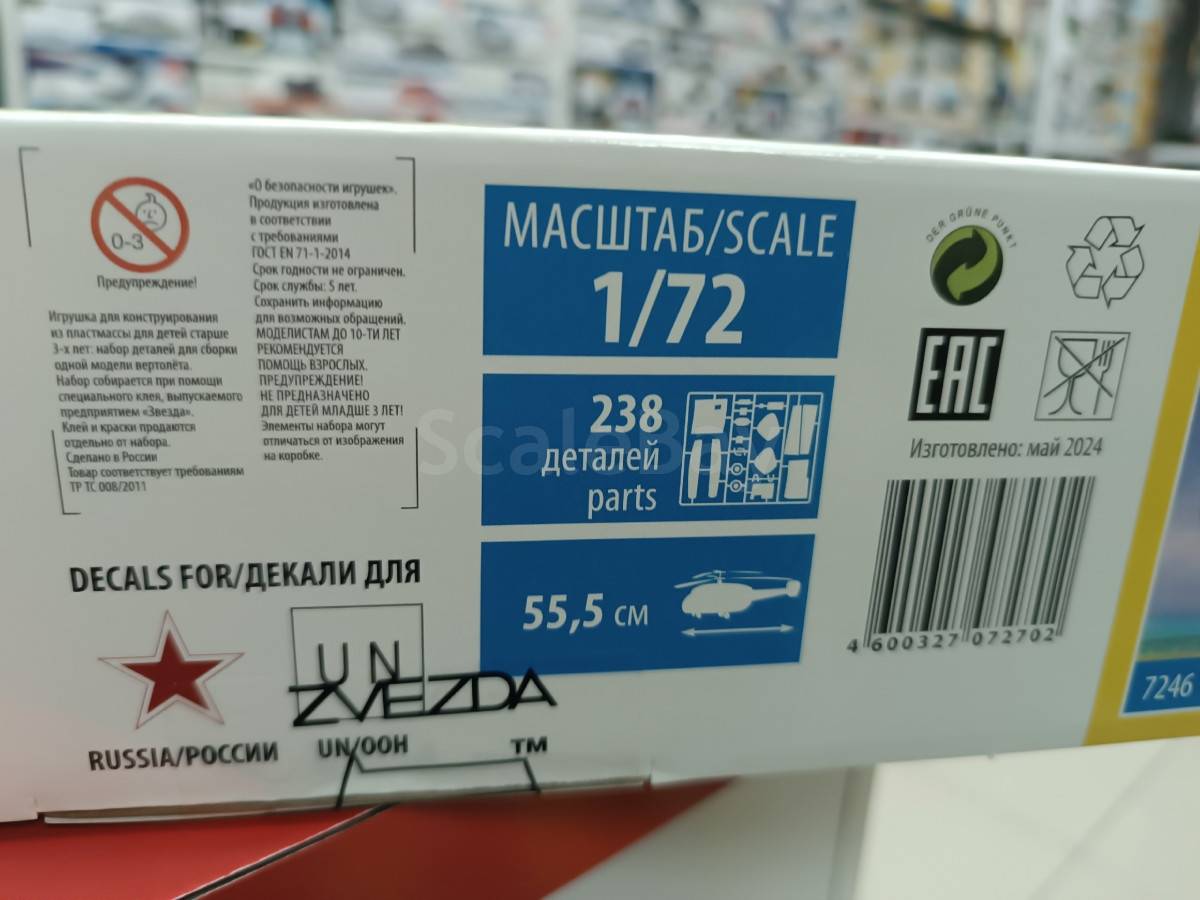 0-3
Предупреждение!
Игрушка для конструирования
из пластмассы для детей старше
3-х лет: набор деталей для сборки
одной модели вертолёта.
Набор собирается при помощи
специального клея, выпускаемого
предприятием «Звезда».
Клей и краски продаются
отдельно от набора.
Сделано в России
Товар соответствует требованиям
ТР ТС 008/2011
«О безопасности игрушек».
Продукция изготовлена
в соответствии
с требованиями
ГОСТ EN 71-1-2014
Срок годности не ограничен.
Срок службы: 5 лет.
Сохранить информацию
для возможных обращений.
МОДЕЛИСТАМ ДО 10-ТИ ЛЕТ
РЕКОМЕНДУЕТСЯ
ПОМОЩЬ ВЗРОСЛЫХ.
ПРЕДУПРЕЖДЕНИЕ!
НЕ ПРЕДНАЗНАЧЕНО
ДЛЯ ДЕТЕЙ МЛАДШЕ 3 ЛЕТ!
Элементы набора могут
отличаться от изображения
на коробке.
DECALS FOR/ДЕКАЛИ ДЛЯ
UN
ZVEZDA
RUSSIA/РОССИИ
UN/ООН
TM
МАСШТАБ/SCALE
1/72
238
деталей
parts
55,5 см
DER GRÜNE PUNKT
EAC
Изготовлено: май 2024
4 600327 072702
7246